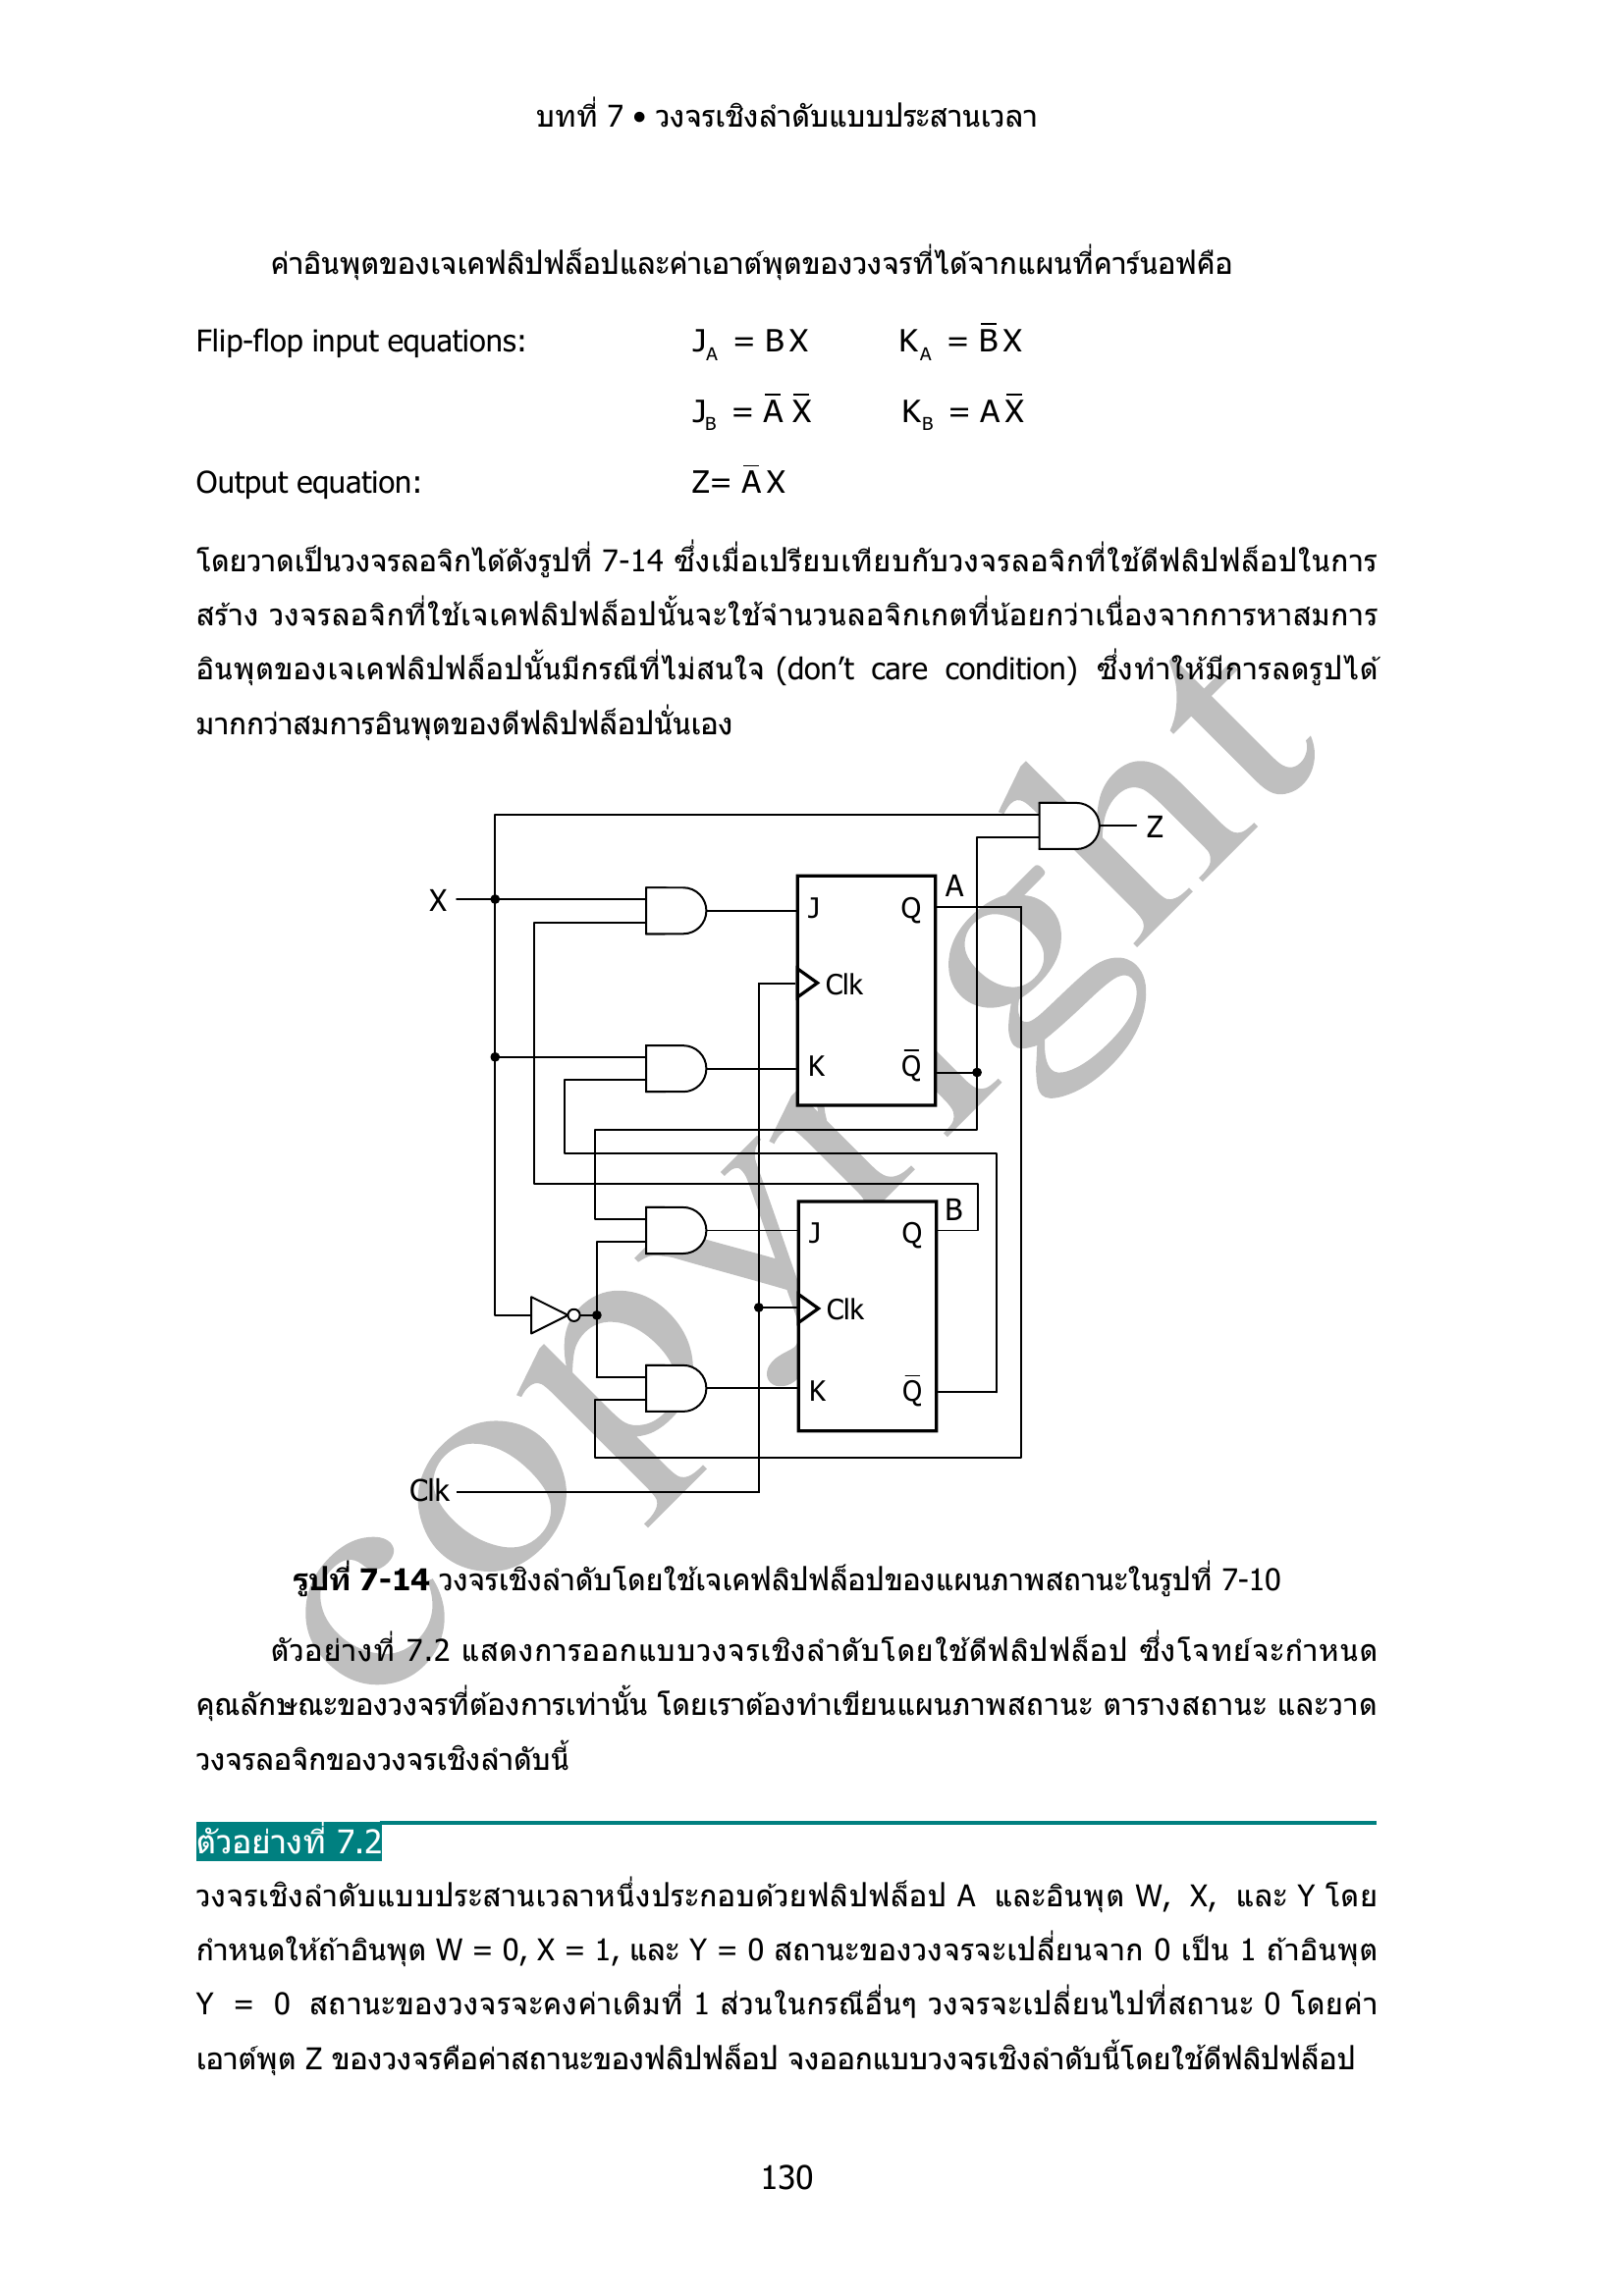 บทที่ 7 • วงจรเชิงลำดับแบบประสานเวลา
ค่าอินพุตของเจเคฟลิปฟล็อปและค่าเอาต์พุตของวงจรที่ได้จากแผนที่คาร์นอฟคือ
Flip-flop input equations: J_A = B X K_A = B̅ X
J_B = A̅ X̅ K_B = A X̅
Output equation: Z= A̅ X
โดยวาดเป็นวงจรลอจิกได้ดังรูปที่ 7-14 ซึ่งเมื่อเปรียบเทียบกับวงจรลอจิกที่ใช้ดีฟลิปฟล็อปในการ
สร้าง วงจรลอจิกที่ใช้เจเคฟลิปฟล็อปนั้นจะใช้จำนวนลอจิกเกตที่น้อยกว่าเนื่องจากการหาสมการ
อินพุตของเจเคฟลิปฟล็อปนั้นมีกรณีที่ไม่สนใจ (don’t care condition) ซึ่งทำให้มีการลดรูปได้
มากกว่าสมการอินพุตของดีฟลิปฟล็อปนั่นเอง
Z
X
A
J Q
Clk
K Q̅
B
J Q
Clk
K Q̅
Clk
copyright
รูปที่ 7-14 วงจรเชิงลำดับโดยใช้เจเคฟลิปฟล็อปของแผนภาพสถานะในรูปที่ 7-10
ตัวอย่างที่ 7.2 แสดงการออกแบบวงจรเชิงลำดับโดยใช้ดีฟลิปฟล็อป ซึ่งโจทย์จะกำหนด
คุณลักษณะของวงจรที่ต้องการเท่านั้น โดยเราต้องทำเขียนแผนภาพสถานะ ตารางสถานะ และวาด
วงจรลอจิกของวงจรเชิงลำดับนี้
ตัวอย่างที่ 7.2
วงจรเชิงลำดับแบบประสานเวลาหนึ่งประกอบด้วยฟลิปฟล็อป A และอินพุต W, X, และ Y โดย
กำหนดให้ถ้าอินพุต W = 0, X = 1, และ Y = 0 สถานะของวงจรจะเปลี่ยนจาก 0 เป็น 1 ถ้าอินพุต
Y = 0 สถานะของวงจรจะคงค่าเดิมที่ 1 ส่วนในกรณีอื่นๆ วงจรจะเปลี่ยนไปที่สถานะ 0 โดยค่า
เอาต์พุต Z ของวงจรคือค่าสถานะของฟลิปฟล็อป จงออกแบบวงจรเชิงลำดับนี้โดยใช้ดีฟลิปฟล็อป
130